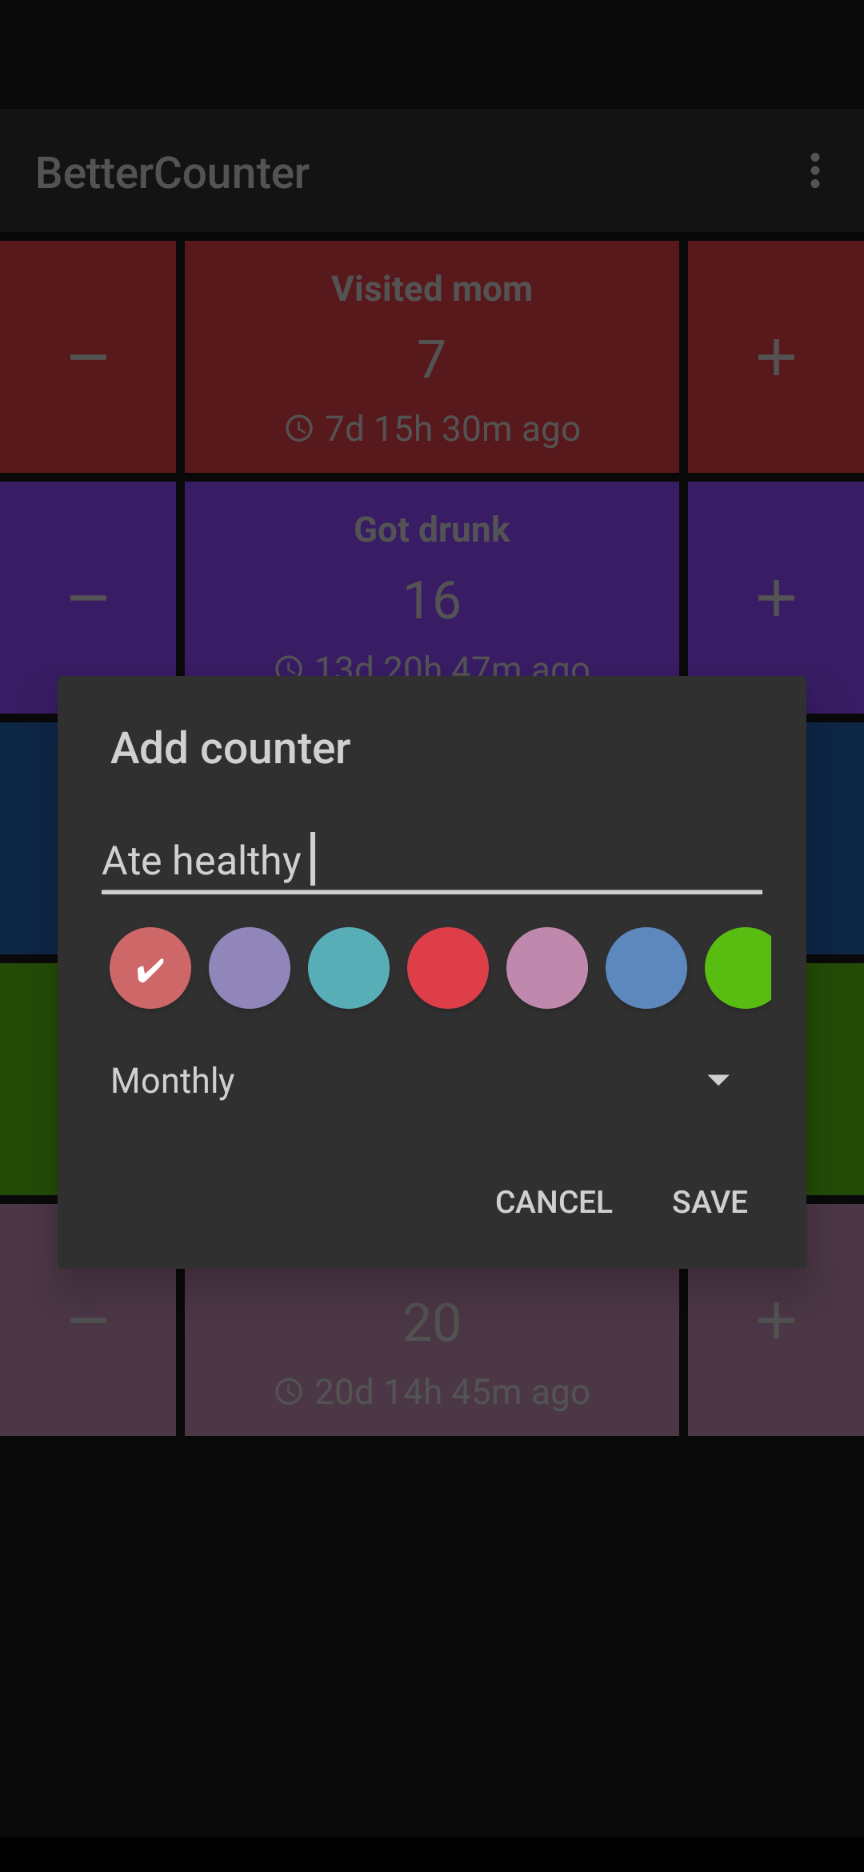 BetterCounter
Visited mom
−
7
+
7d 15h 30m ago
Got drunk
−
16
+
13d 20h 47m ago
Add counter
Ate healthy
Monthly
CANCEL SAVE
−
20
+
20d 14h 45m ago